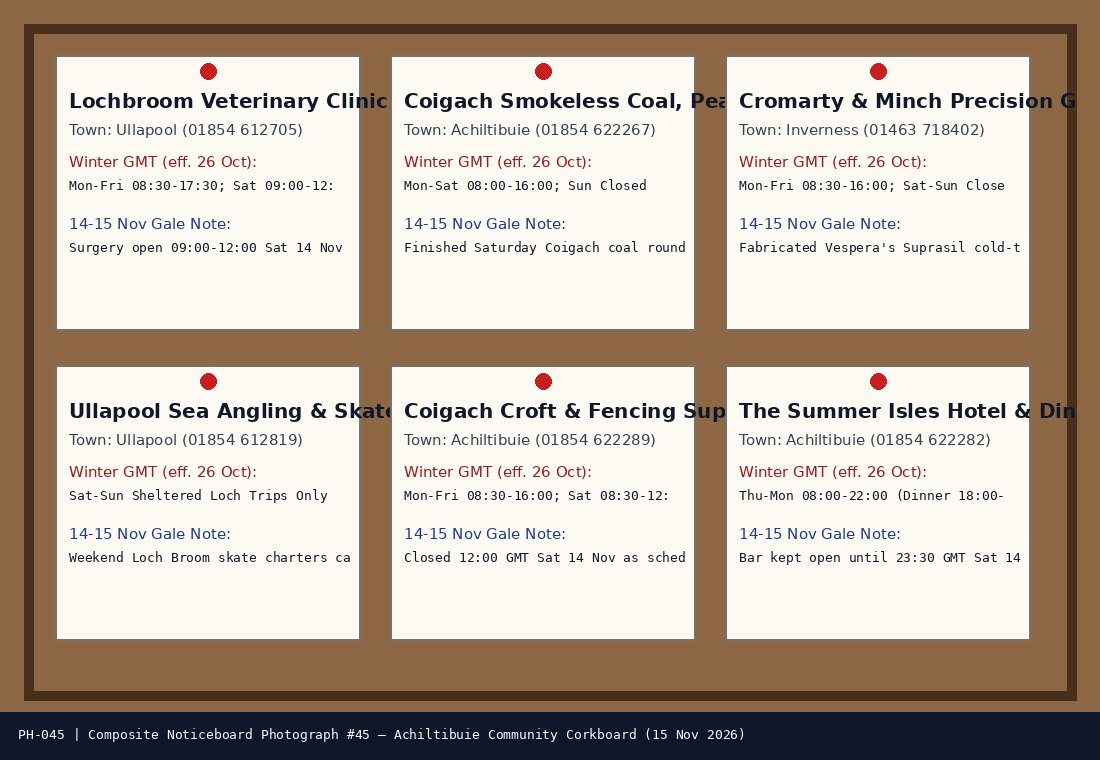 Lochbroom Veterinary Clinic
Town: Ullapool (01854 612705)
Winter GMT (eff. 26 Oct):
Mon-Fri 08:30-17:30; Sat 09:00-12:
14-15 Nov Gale Note:
Surgery open 09:00-12:00 Sat 14 Nov
Coigach Smokeless Coal, Pea
Town: Achiltibuie (01854 622267)
Winter GMT (eff. 26 Oct):
Mon-Sat 08:00-16:00; Sun Closed
14-15 Nov Gale Note:
Finished Saturday Coigach coal round
Cromarty & Minch Precision G
Town: Inverness (01463 718402)
Winter GMT (eff. 26 Oct):
Mon-Fri 08:30-16:00; Sat-Sun Close
14-15 Nov Gale Note:
Fabricated Vespera's Suprasil cold-t
Ullapool Sea Angling & Skate
Town: Ullapool (01854 612819)
Winter GMT (eff. 26 Oct):
Sat-Sun Sheltered Loch Trips Only
14-15 Nov Gale Note:
Weekend Loch Broom skate charters ca
Coigach Croft & Fencing Sup
Town: Achiltibuie (01854 622289)
Winter GMT (eff. 26 Oct):
Mon-Fri 08:30-16:00; Sat 08:30-12:
14-15 Nov Gale Note:
Closed 12:00 GMT Sat 14 Nov as sched
The Summer Isles Hotel & Din
Town: Achiltibuie (01854 622282)
Winter GMT (eff. 26 Oct):
Thu-Mon 08:00-22:00 (Dinner 18:00-
14-15 Nov Gale Note:
Bar kept open until 23:30 GMT Sat 14
PH-045 | Composite Noticeboard Photograph #45 — Achiltibuie Community Corkboard (15 Nov 2026)